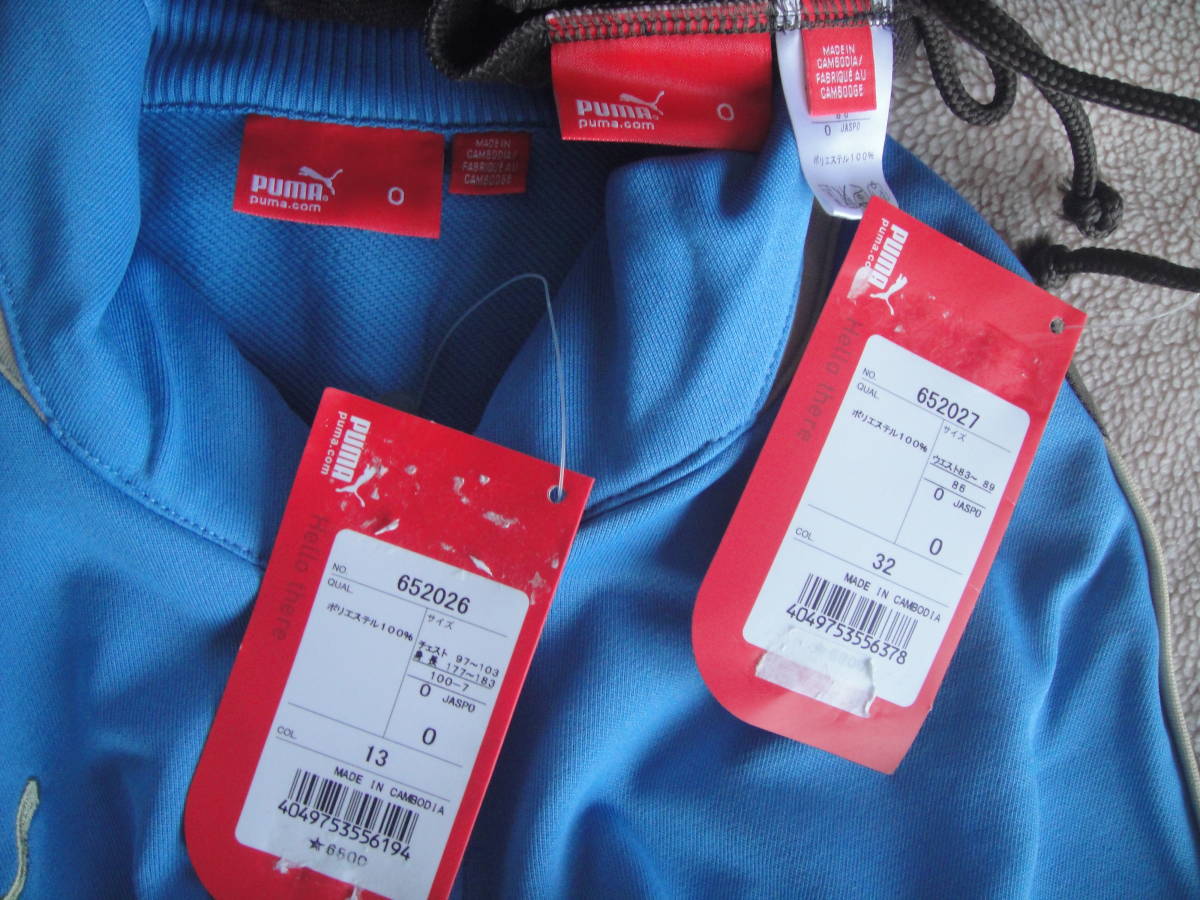 PUMA
puma.com
O
MADE IN
CAMBODIA/
FABRIQUÉ AU
CAMBODGE
PUMA
puma.com
O
MADE IN
CAMBODIA/
FABRIQUÉ AU
CAMBODGE
O JASPO
ポリエステル100%
PUMA
puma.com
Hello there
NO. 652026
QUAL.
サイズ
ポリエステル100%
チェスト 97~103
身長 177~183
100-7
O JASPO
O
COL. 13
MADE IN CAMBODIA
4049753556194
PUMA
Hello there
NO. 652027
QUAL.
サイズ
ポリエステル100%
ウエスト83~ 89
86
O JASPO
O
COL. 32
MADE IN CAMBODIA
4049753556378